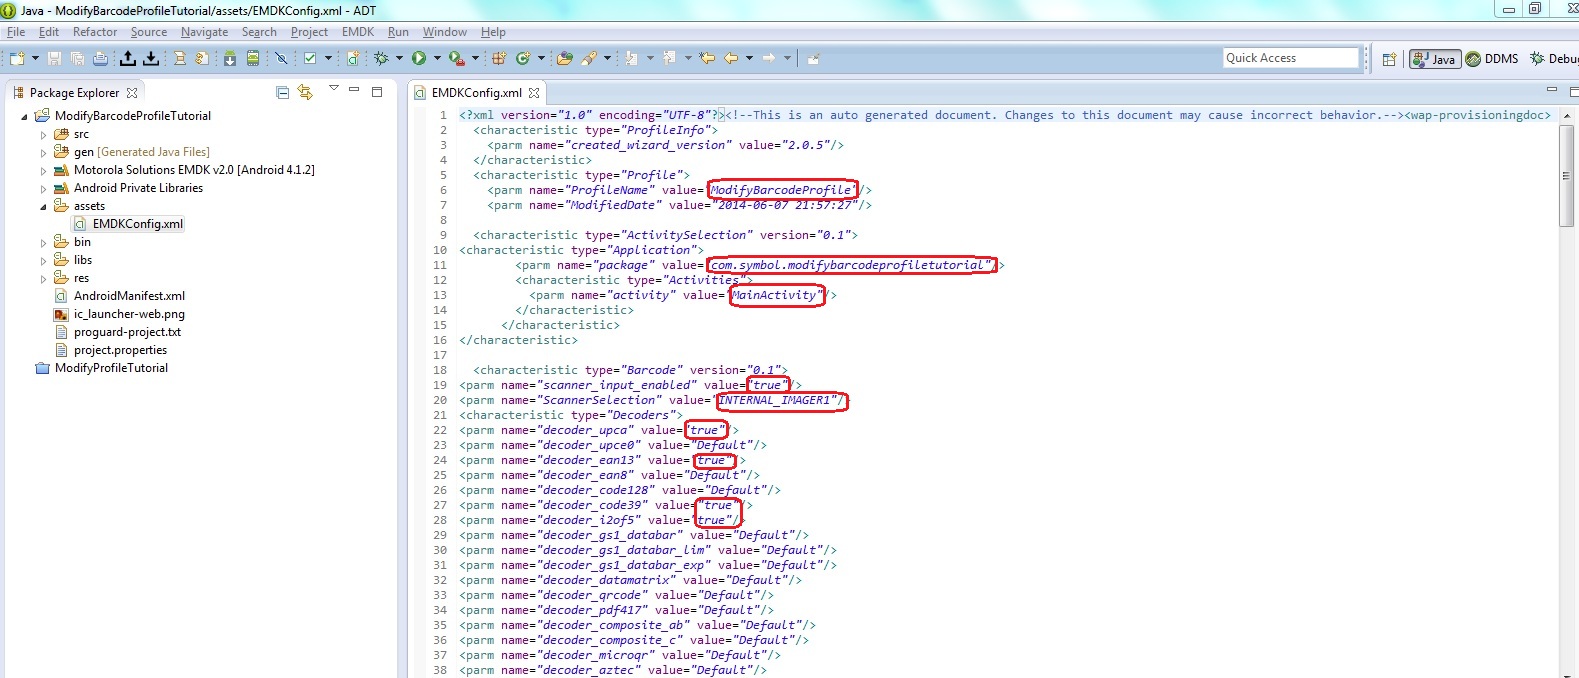 Java - ModifyBarcodeProfileTutorial/assets/EMDKConfig.xml - ADT
File Edit Refactor Source Navigate Search Project EMDK Run Window Help
Quick Access
Java
DDMS
Debu
Package Explorer
EMDKConfig.xml
ModifyBarcodeProfileTutorial
src
gen [Generated Java Files]
Motorola Solutions EMDK v2.0 [Android 4.1.2]
Android Private Libraries
assets
EMDKConfig.xml
bin
libs
res
AndroidManifest.xml
ic_launcher-web.png
proguard-project.txt
project.properties
ModifyProfileTutorial
1 <?xml version="1.0" encoding="UTF-8"?><!--This is an auto generated document. Changes to this document may cause incorrect behavior.--><wap-provisioningdoc>
2 <characteristic type="ProfileInfo">
3 <parm name="created_wizard_version" value="2.0.5"/>
4 </characteristic>
5 <characteristic type="Profile">
6 <parm name="ProfileName" value="ModifyBarcodeProfile"/>
7 <parm name="ModifiedDate" value="2014-06-07 21:57:27"/>
8
9 <characteristic type="ActivitySelection" version="0.1">
10 <characteristic type="Application">
11 <parm name="package" value="com.symbol.modifybarcodeprofiletutorial"/>
12 <characteristic type="Activities">
13 <parm name="activity" value="MainActivity"/>
14 </characteristic>
15 </characteristic>
16 </characteristic>
17
18 <characteristic type="Barcode" version="0.1">
19 <parm name="scanner_input_enabled" value="true"/>
20 <parm name="ScannerSelection" value="INTERNAL_IMAGER1"/>
21 <characteristic type="Decoders">
22 <parm name="decoder_upca" value="true"/>
23 <parm name="decoder_upce0" value="Default"/>
24 <parm name="decoder_ean13" value="true"/>
25 <parm name="decoder_ean8" value="Default"/>
26 <parm name="decoder_code128" value="Default"/>
27 <parm name="decoder_code39" value="true"/>
28 <parm name="decoder_i2of5" value="true"/>
29 <parm name="decoder_gs1_databar" value="Default"/>
30 <parm name="decoder_gs1_databar_lim" value="Default"/>
31 <parm name="decoder_gs1_databar_exp" value="Default"/>
32 <parm name="decoder_datamatrix" value="Default"/>
33 <parm name="decoder_qrcode" value="Default"/>
34 <parm name="decoder_pdf417" value="Default"/>
35 <parm name="decoder_composite_ab" value="Default"/>
36 <parm name="decoder_composite_c" value="Default"/>
37 <parm name="decoder_microqr" value="Default"/>
38 <parm name="decoder_aztec" value="Default"/>